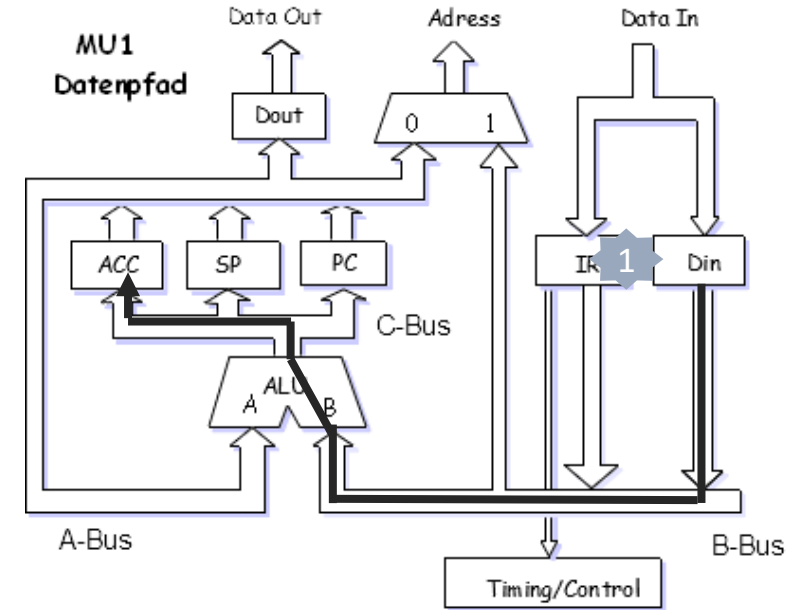 Data Out
Adress
Data In
MU1
Datenpfad
Dout
0
1
ACC
SP
PC
IR
1
Din
C-Bus
ALU
A
B
A-Bus
B-Bus
Timing/Control